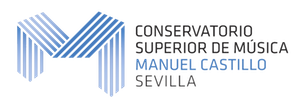 CONSERVATORIO
SUPERIOR DE MÚSICA
MANUEL CASTILLO
SEVILLA